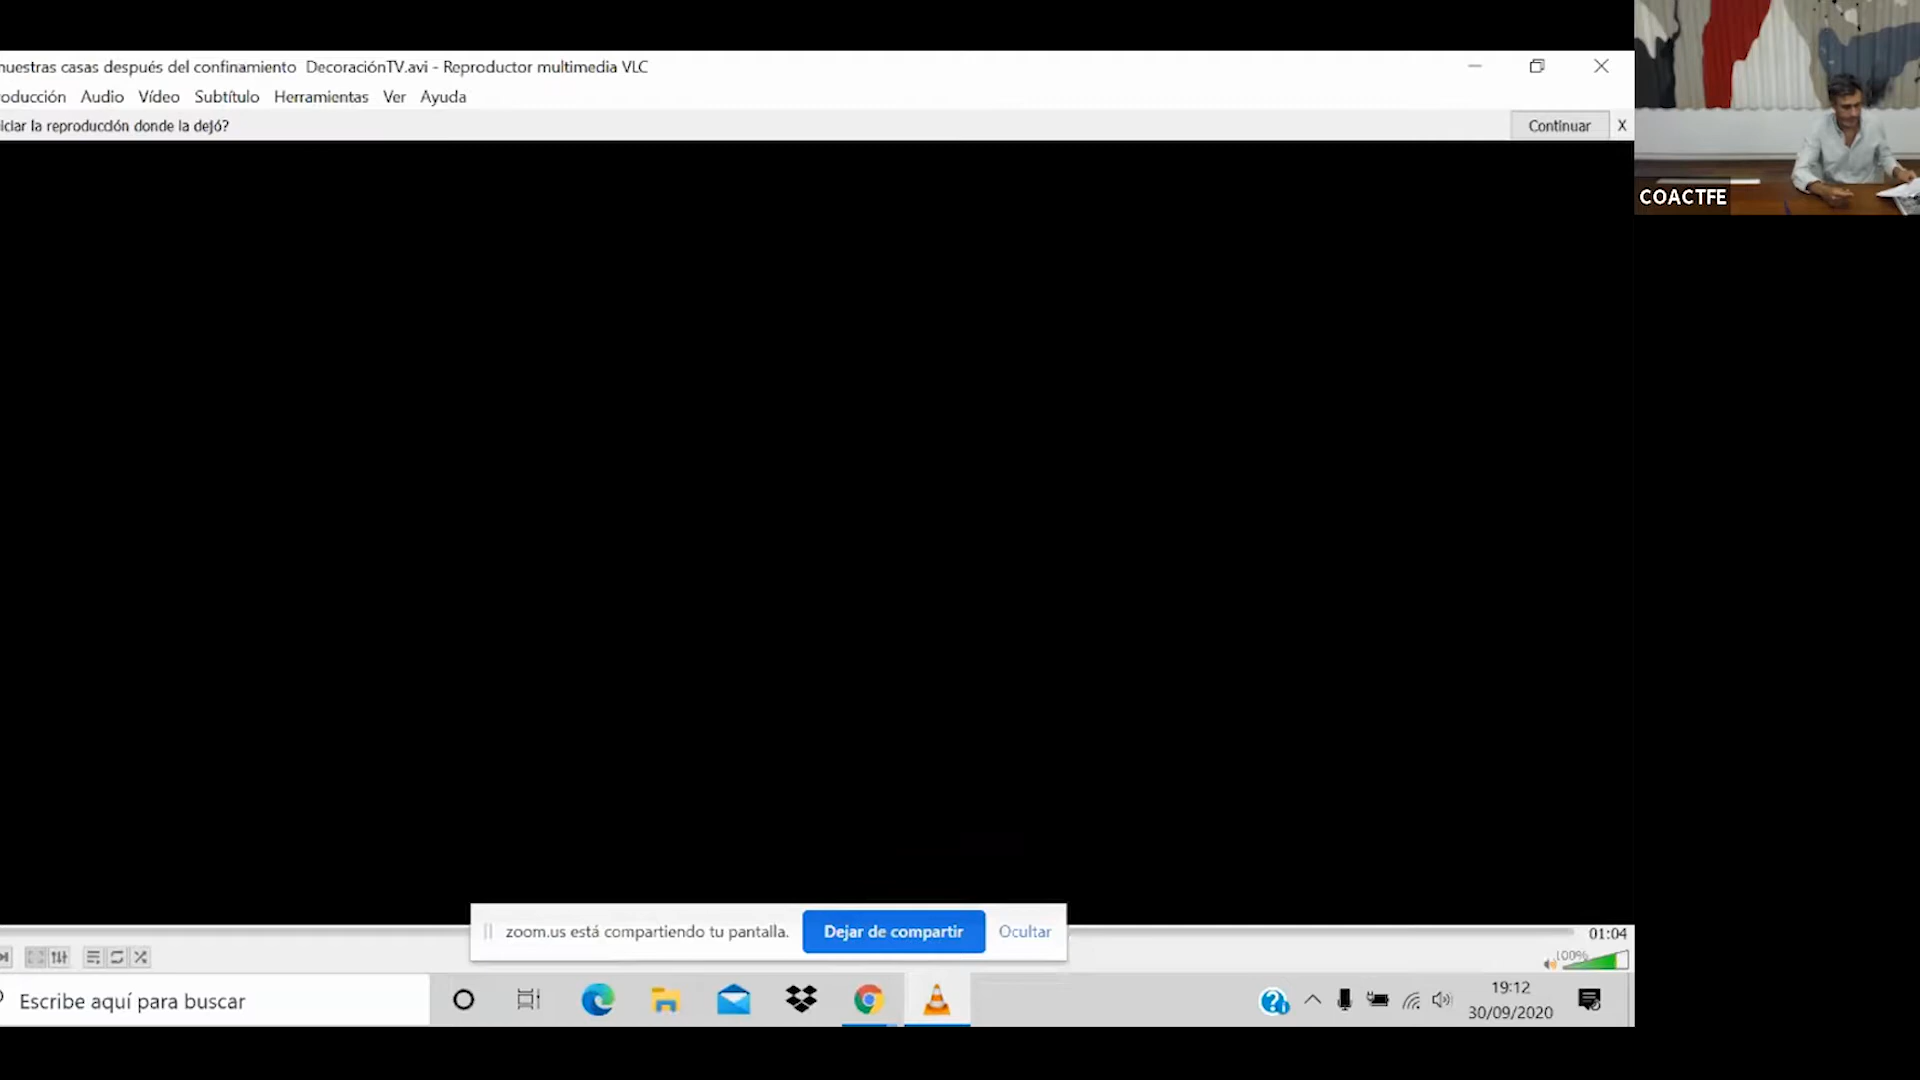 nuestras casas después del confinamiento DecoraciónTV.avi - Reproductor multimedia VLC
oducción Audio Vídeo Subtítulo Herramientas Ver Ayuda
iciar la reproducción donde la dejó? Continuar X
COACTFE
zoom.us está compartiendo tu pantalla. Dejar de compartir Ocultar
01:04
100%
Escribe aquí para buscar
19:12
30/09/2020